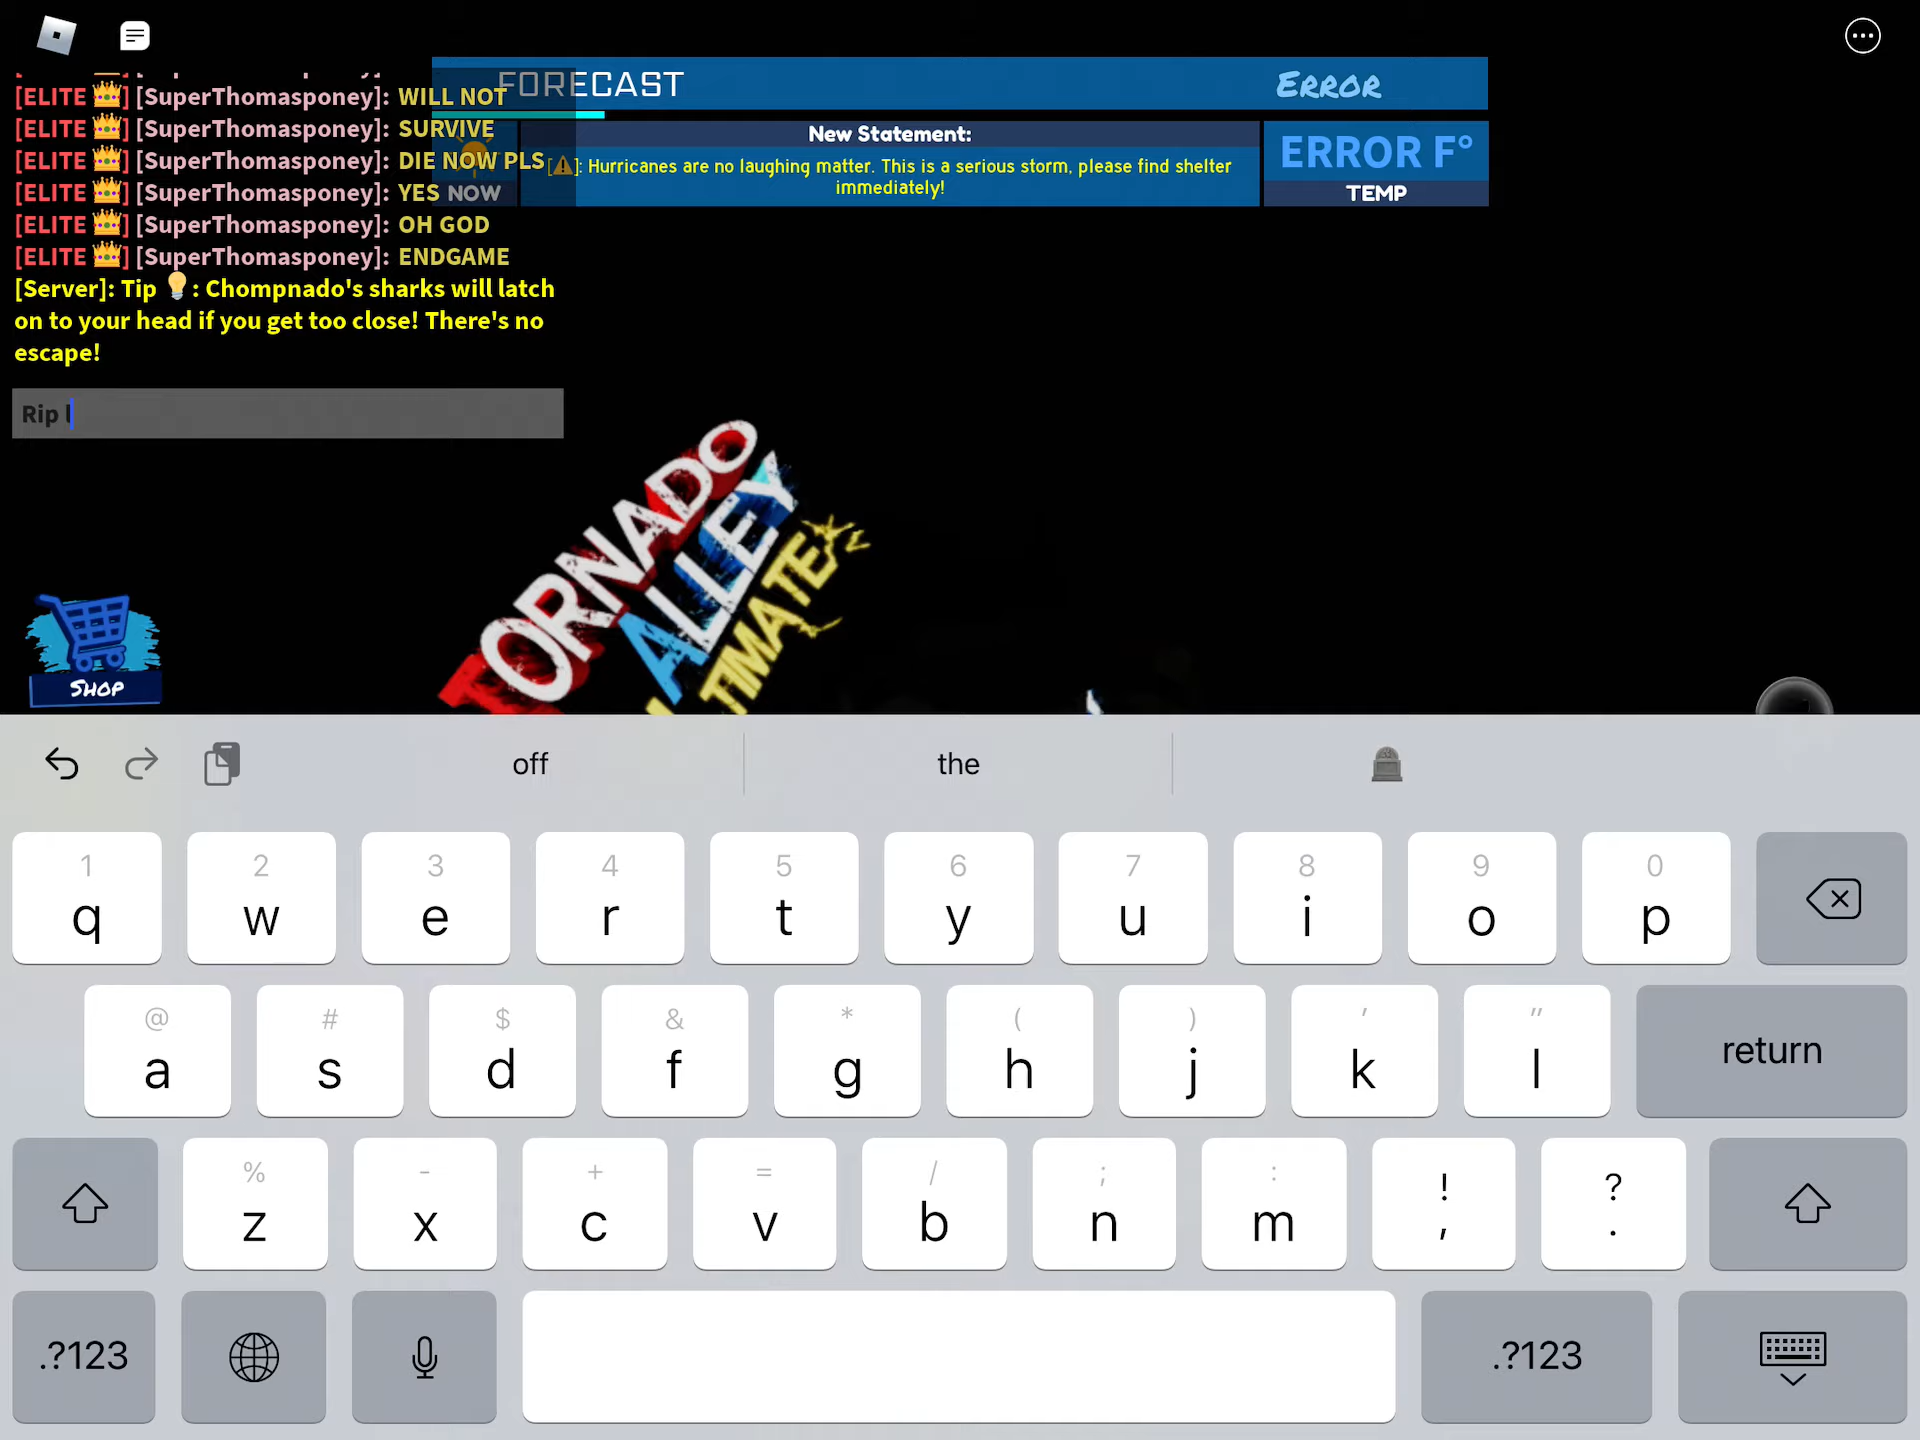 FORECAST
ERROR
[ELITE 👑] [SuperThomasponey]: WILL NOT
[ELITE 👑] [SuperThomasponey]: SURVIVE
[ELITE 👑] [SuperThomasponey]: DIE NOW PLS
[ELITE 👑] [SuperThomasponey]: YES
[ELITE 👑] [SuperThomasponey]: OH GOD
[ELITE 👑] [SuperThomasponey]: ENDGAME
[Server]: Tip 💡: Chompnado's sharks will latch
on to your head if you get too close! There's no
escape!
NOW
New Statement:
[⚠️]: Hurricanes are no laughing matter. This is a serious storm, please find shelter
immediately!
ERROR F°
TEMP
Rip l
TORNADO
ALLEY
ULTIMATE
SHOP
off the 🪦
1 2 3 4 5 6 7 8 9 0
q w e r t y u i o p
@ # $ & * ( ) ' "
a s d f g h j k l return
% - + = / ; : ! ?
z x c v b n m , .
.?123 .?123